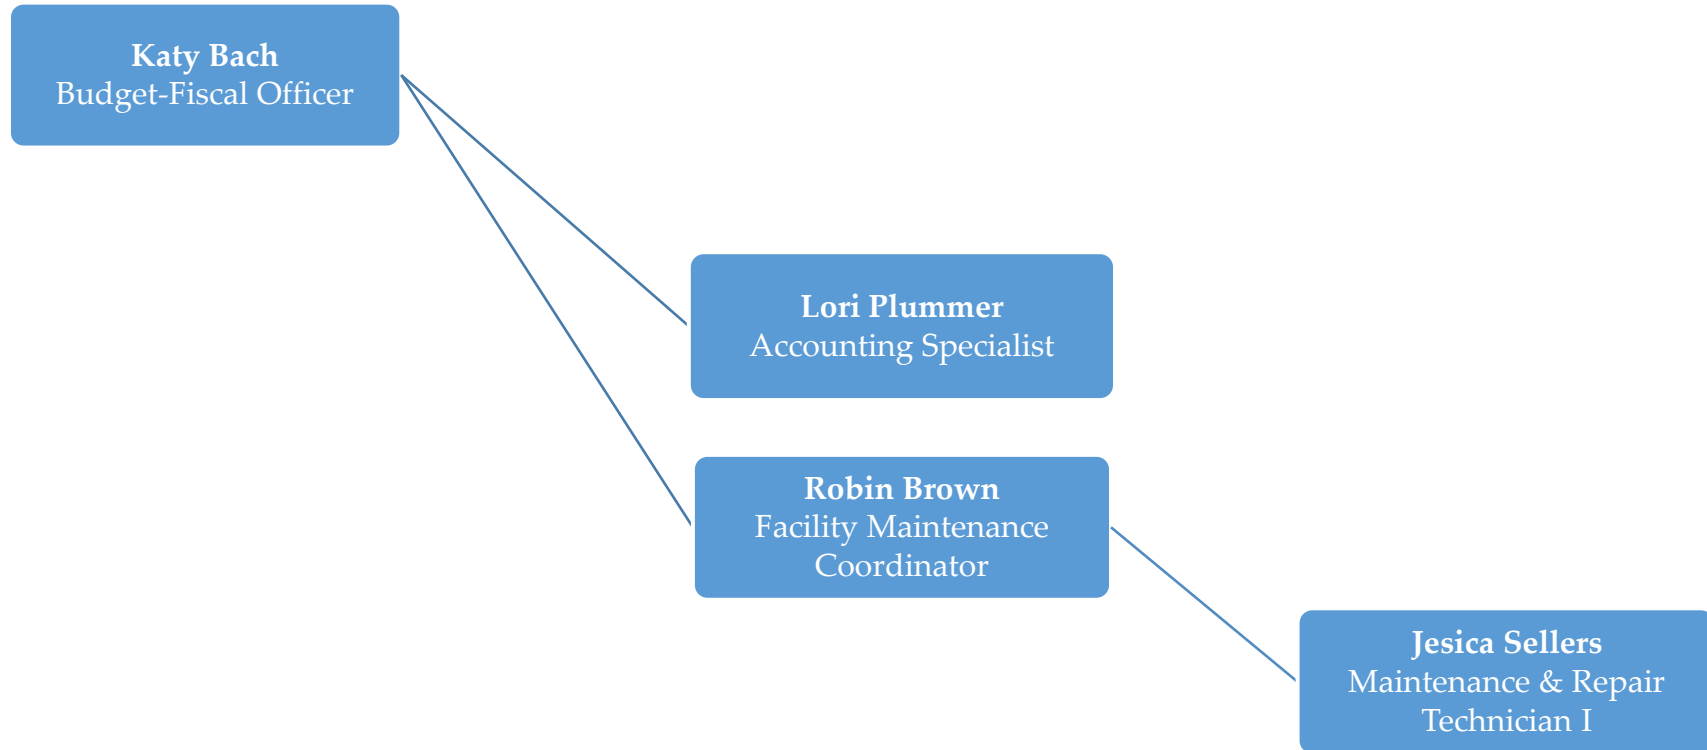 Katy Bach
Budget-Fiscal Officer
Lori Plummer
Accounting Specialist
Robin Brown
Facility Maintenance
Coordinator
Jesica Sellers
Maintenance & Repair
Technician I